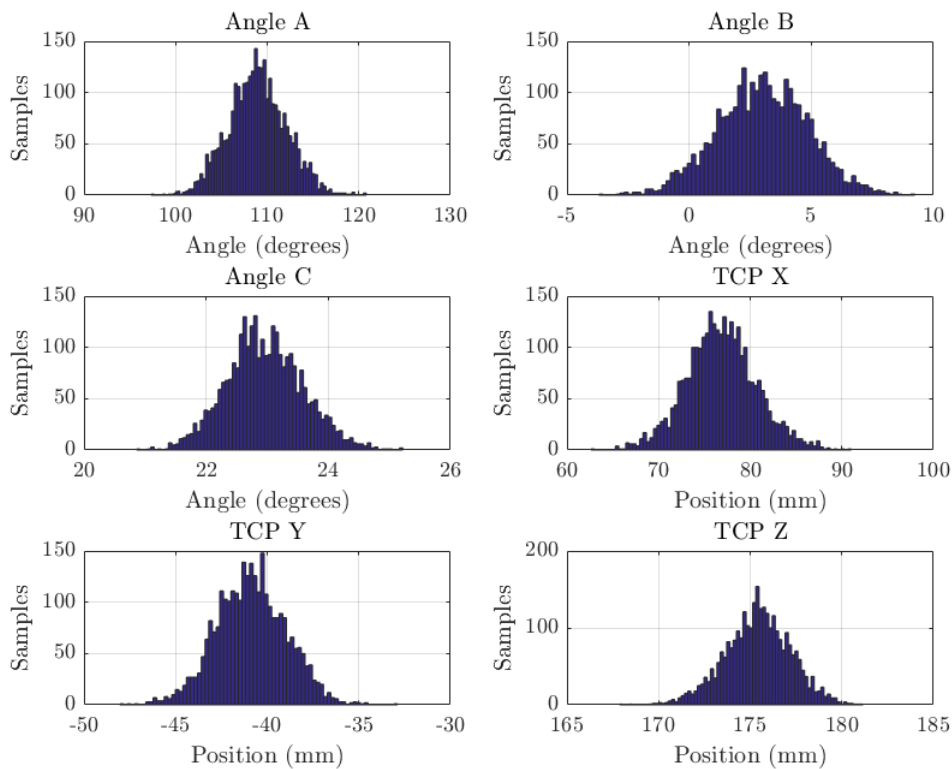 Angle A
Samples
150
100
50
0
90 100 110 120 130
Angle (degrees)
Angle B
Samples
150
100
50
0
-5 0 5 10
Angle (degrees)
Angle C
Samples
150
100
50
0
20 22 24 26
Angle (degrees)
TCP X
Samples
150
100
50
0
60 70 80 90 100
Position (mm)
TCP Y
Samples
150
100
50
0
-50 -45 -40 -35 -30
Position (mm)
TCP Z
Samples
200
100
0
165 170 175 180 185
Position (mm)